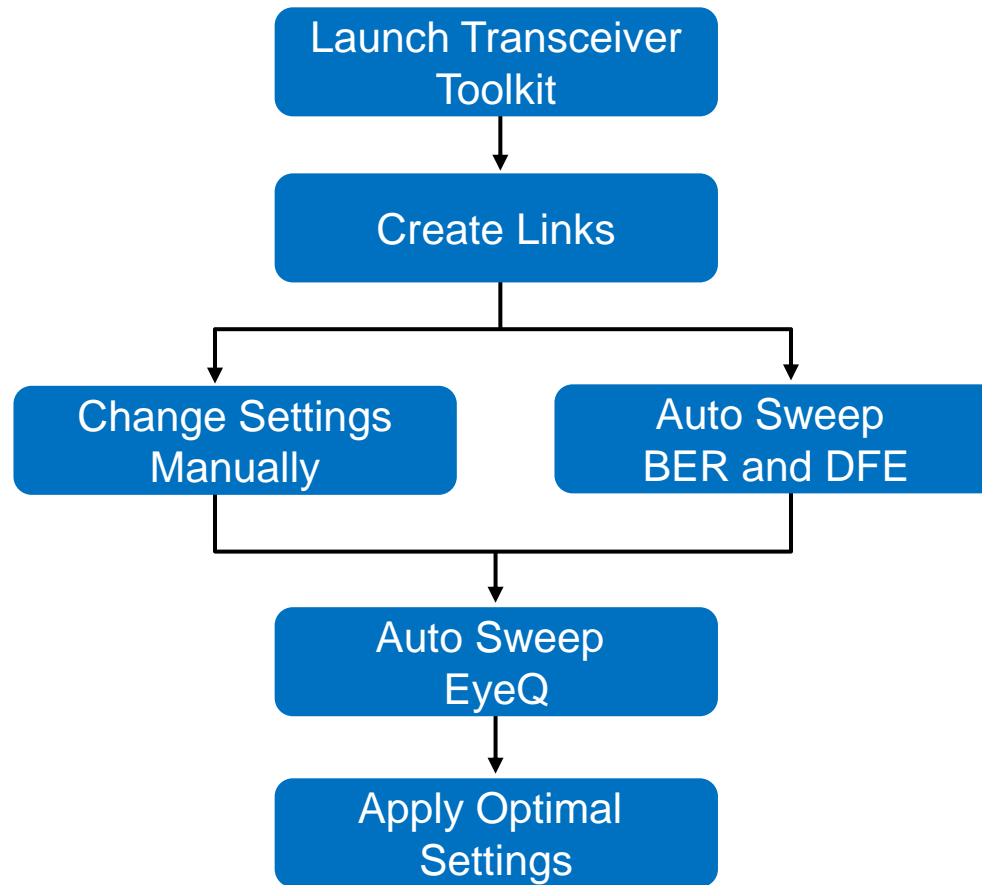 Launch Transceiver
Toolkit
Create Links
Change Settings
Manually
Auto Sweep
BER and DFE
Auto Sweep
EyeQ
Apply Optimal
Settings